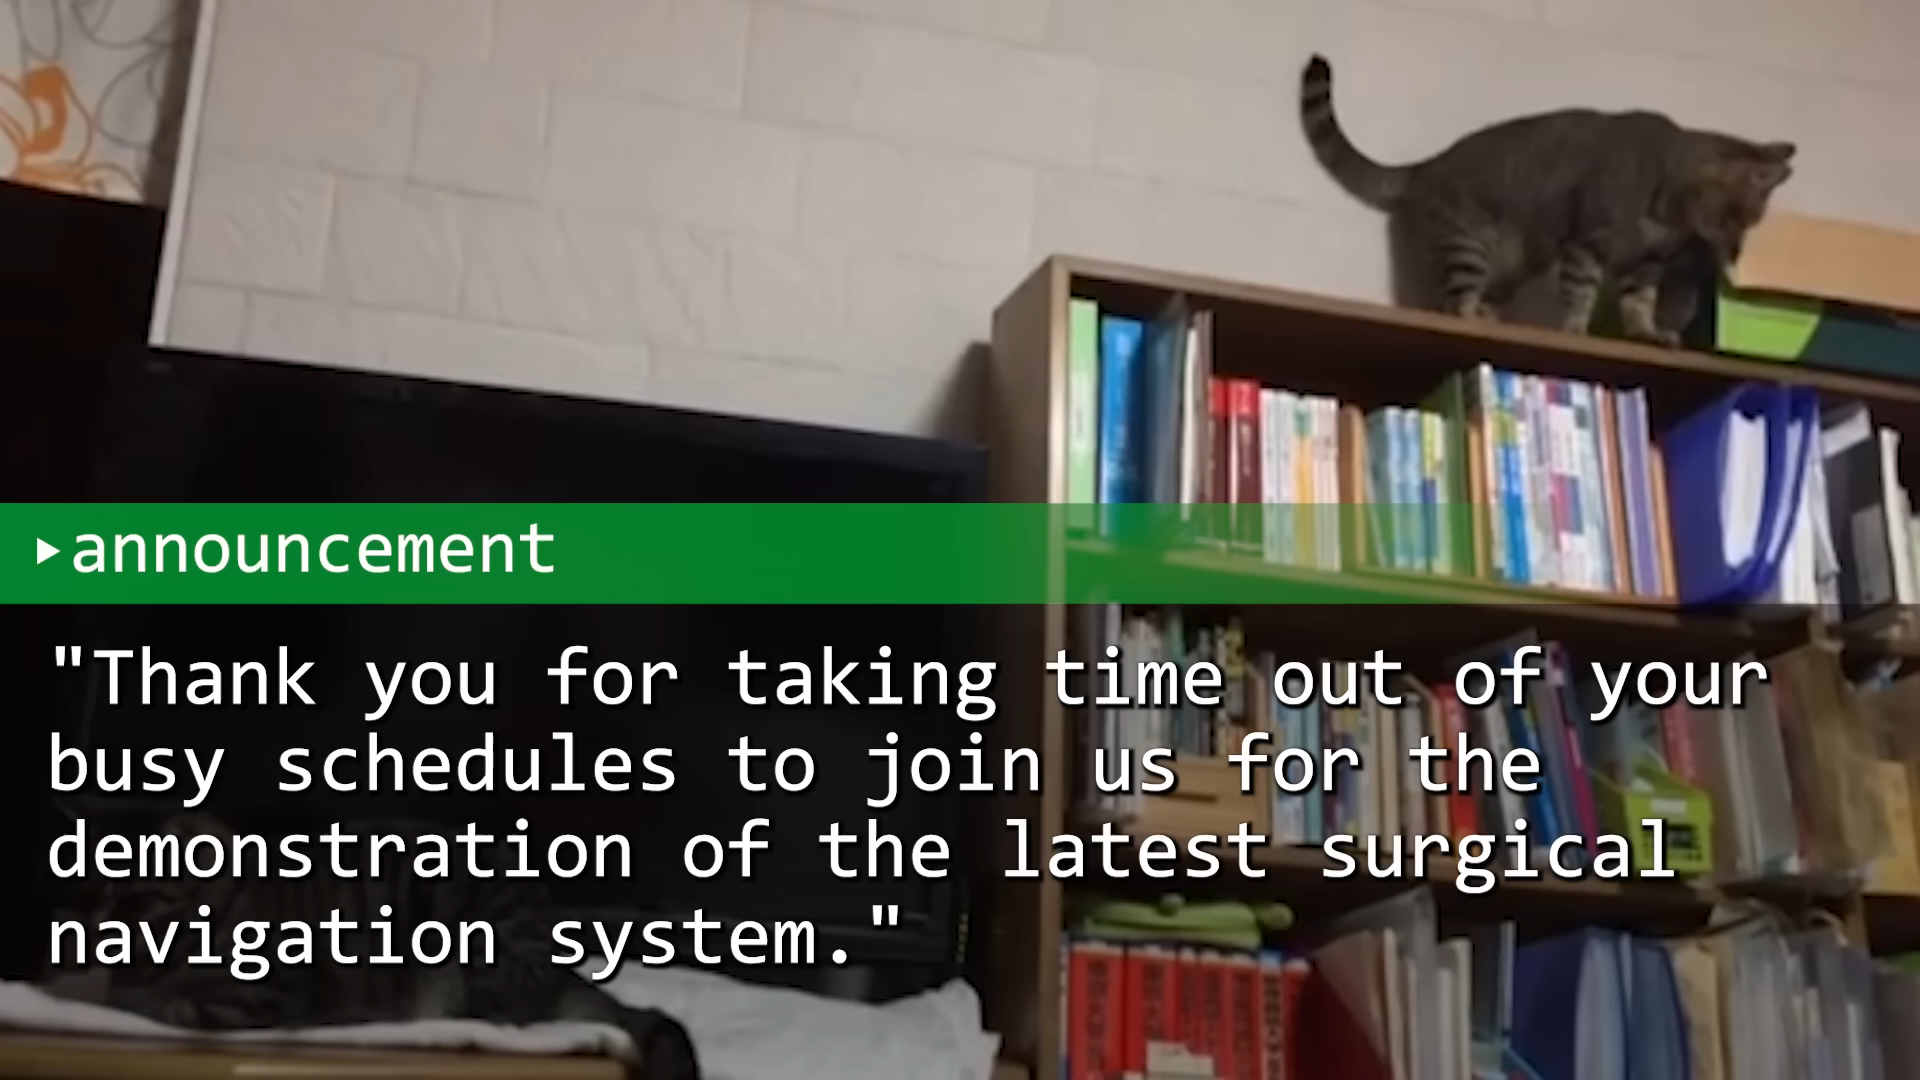 ▶announcement
"Thank you for taking time out of your
busy schedules to join us for the
demonstration of the latest surgical
navigation system."